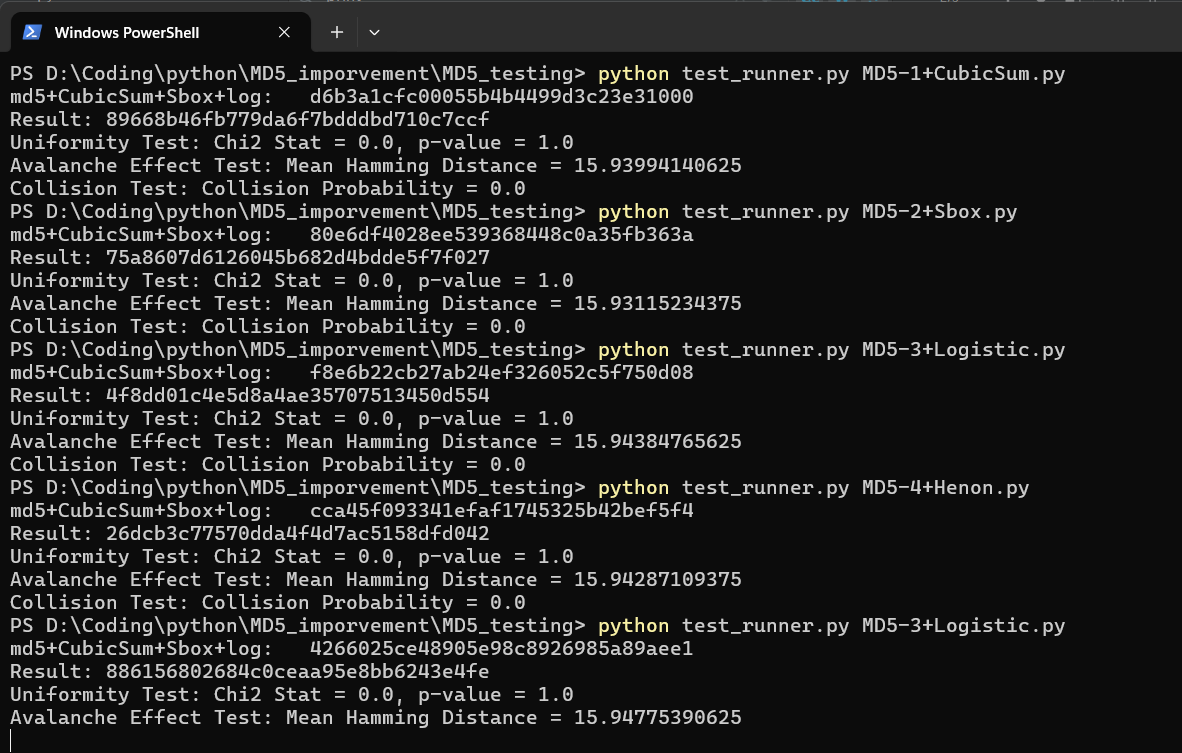 Windows PowerShell
PS D:\Coding\python\MD5_imporvement\MD5_testing> python test_runner.py MD5-1+CubicSum.py
md5+CubicSum+Sbox+log:   d6b3a1cfc00055b4b4499d3c23e31000
Result: 89668b46fb779da6f7bdddbd710c7ccf
Uniformity Test: Chi2 Stat = 0.0, p-value = 1.0
Avalanche Effect Test: Mean Hamming Distance = 15.93994140625
Collision Test: Collision Probability = 0.0
PS D:\Coding\python\MD5_imporvement\MD5_testing> python test_runner.py MD5-2+Sbox.py
md5+CubicSum+Sbox+log:   80e6df4028ee539368448c0a35fb363a
Result: 75a8607d6126045b682d4bdde5f7f027
Uniformity Test: Chi2 Stat = 0.0, p-value = 1.0
Avalanche Effect Test: Mean Hamming Distance = 15.93115234375
Collision Test: Collision Probability = 0.0
PS D:\Coding\python\MD5_imporvement\MD5_testing> python test_runner.py MD5-3+Logistic.py
md5+CubicSum+Sbox+log:   f8e6b22cb27ab24ef326052c5f750d08
Result: 4f8dd01c4e5d8a4ae35707513450d554
Uniformity Test: Chi2 Stat = 0.0, p-value = 1.0
Avalanche Effect Test: Mean Hamming Distance = 15.94384765625
Collision Test: Collision Probability = 0.0
PS D:\Coding\python\MD5_imporvement\MD5_testing> python test_runner.py MD5-4+Henon.py
md5+CubicSum+Sbox+log:   cca45f093341efaf1745325b42bef5f4
Result: 26dcb3c77570dda4f4d7ac5158dfd042
Uniformity Test: Chi2 Stat = 0.0, p-value = 1.0
Avalanche Effect Test: Mean Hamming Distance = 15.94287109375
Collision Test: Collision Probability = 0.0
PS D:\Coding\python\MD5_imporvement\MD5_testing> python test_runner.py MD5-3+Logistic.py
md5+CubicSum+Sbox+log:   4266025ce48905e98c8926985a89aee1
Result: 886156802684c0ceaa95e8bb6243e4fe
Uniformity Test: Chi2 Stat = 0.0, p-value = 1.0
Avalanche Effect Test: Mean Hamming Distance = 15.94775390625